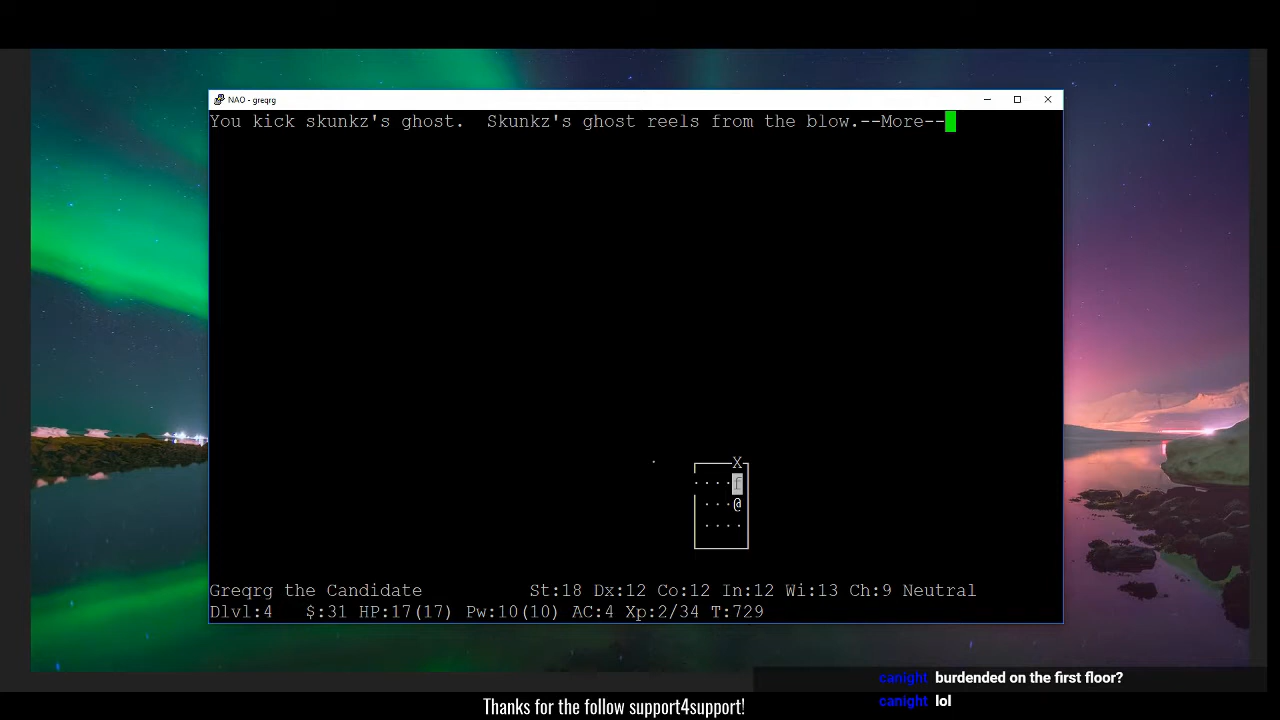 NAO - greqrg
You kick skunkz's ghost.  Skunkz's ghost reels from the blow.--More--
X
····f
···@
····
Greqrg the Candidate          St:18 Dx:12 Co:12 In:12 Wi:13 Ch:9 Neutral
Dlvl:4   $:31 HP:17(17) Pw:10(10) AC:4 Xp:2/34 T:729
canight burdended on the first floor?
canight lol
Thanks for the follow support4support!